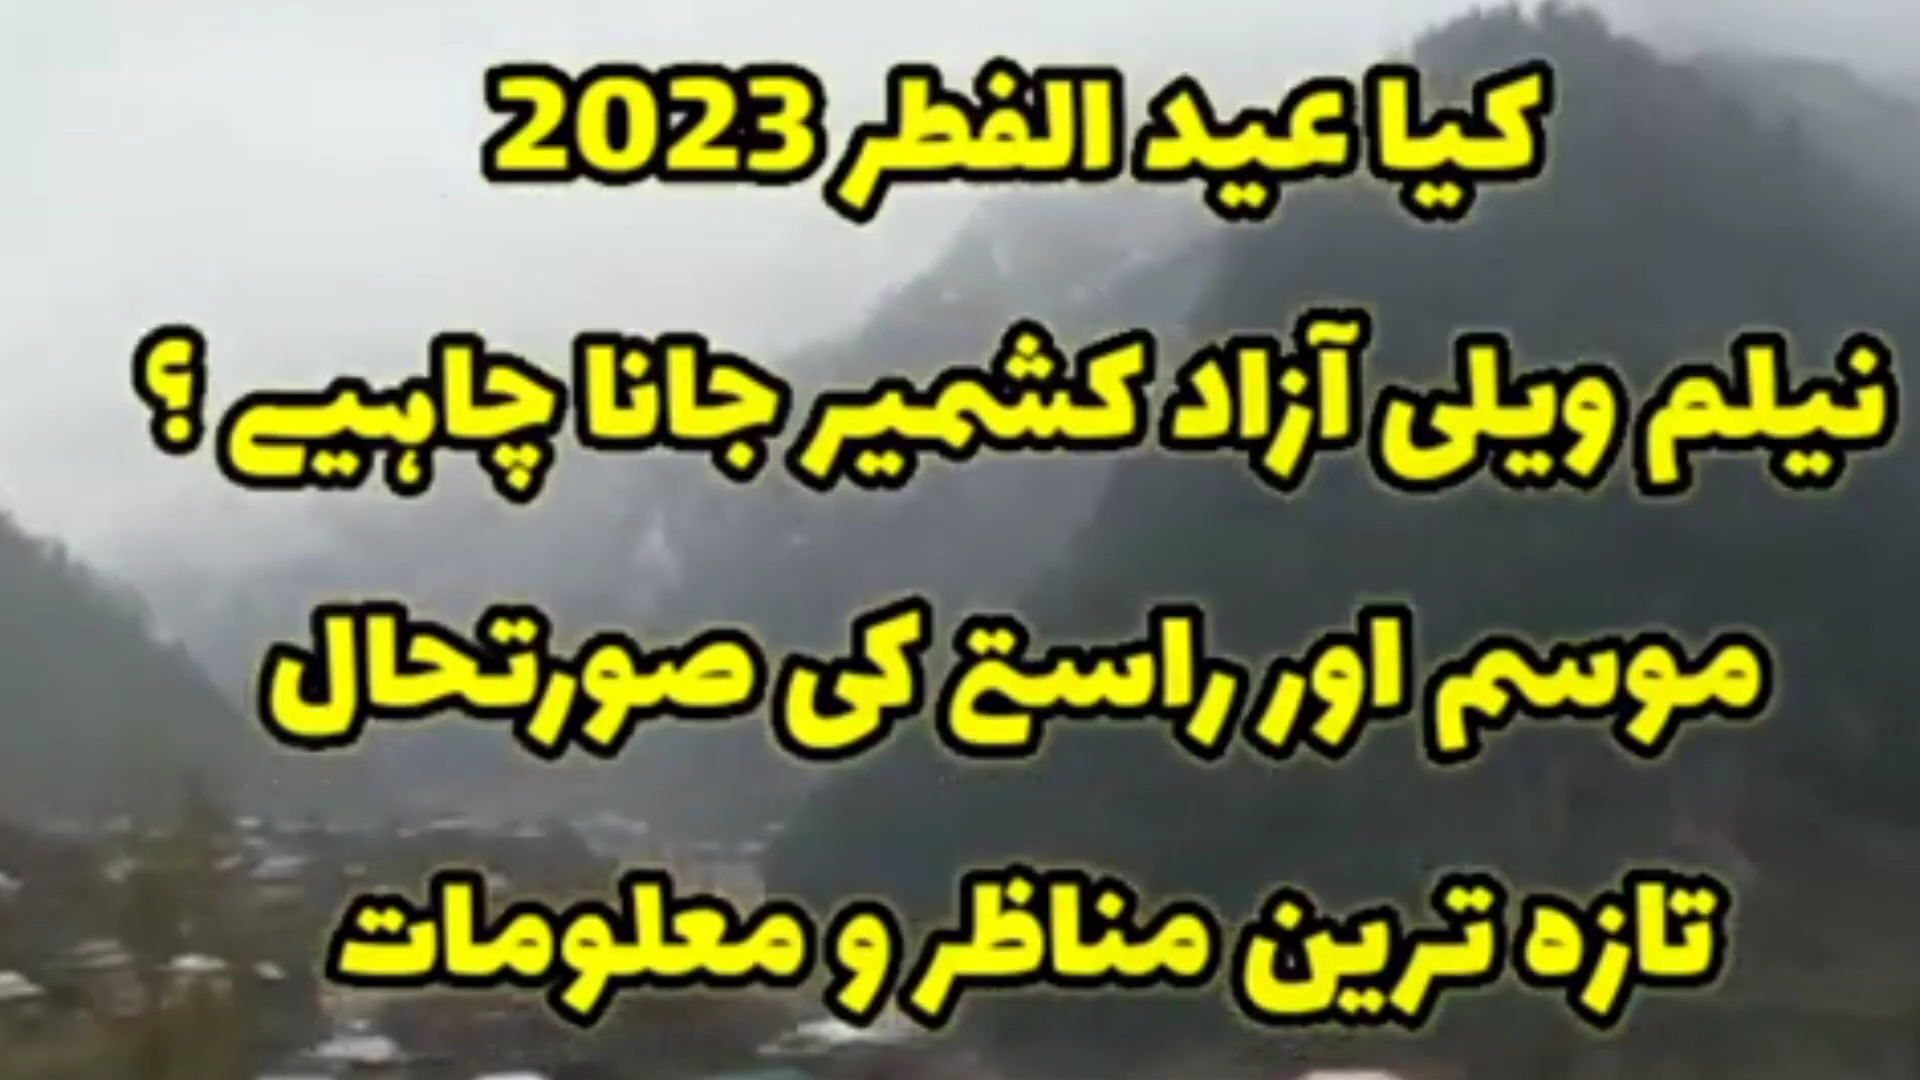 کیا عید الفطر 2023
نیلم ویلی آزاد کشمیر جانا چاہیے ؟
موسم اور راستے کی صورتحال
تازہ ترین مناظر و معلومات